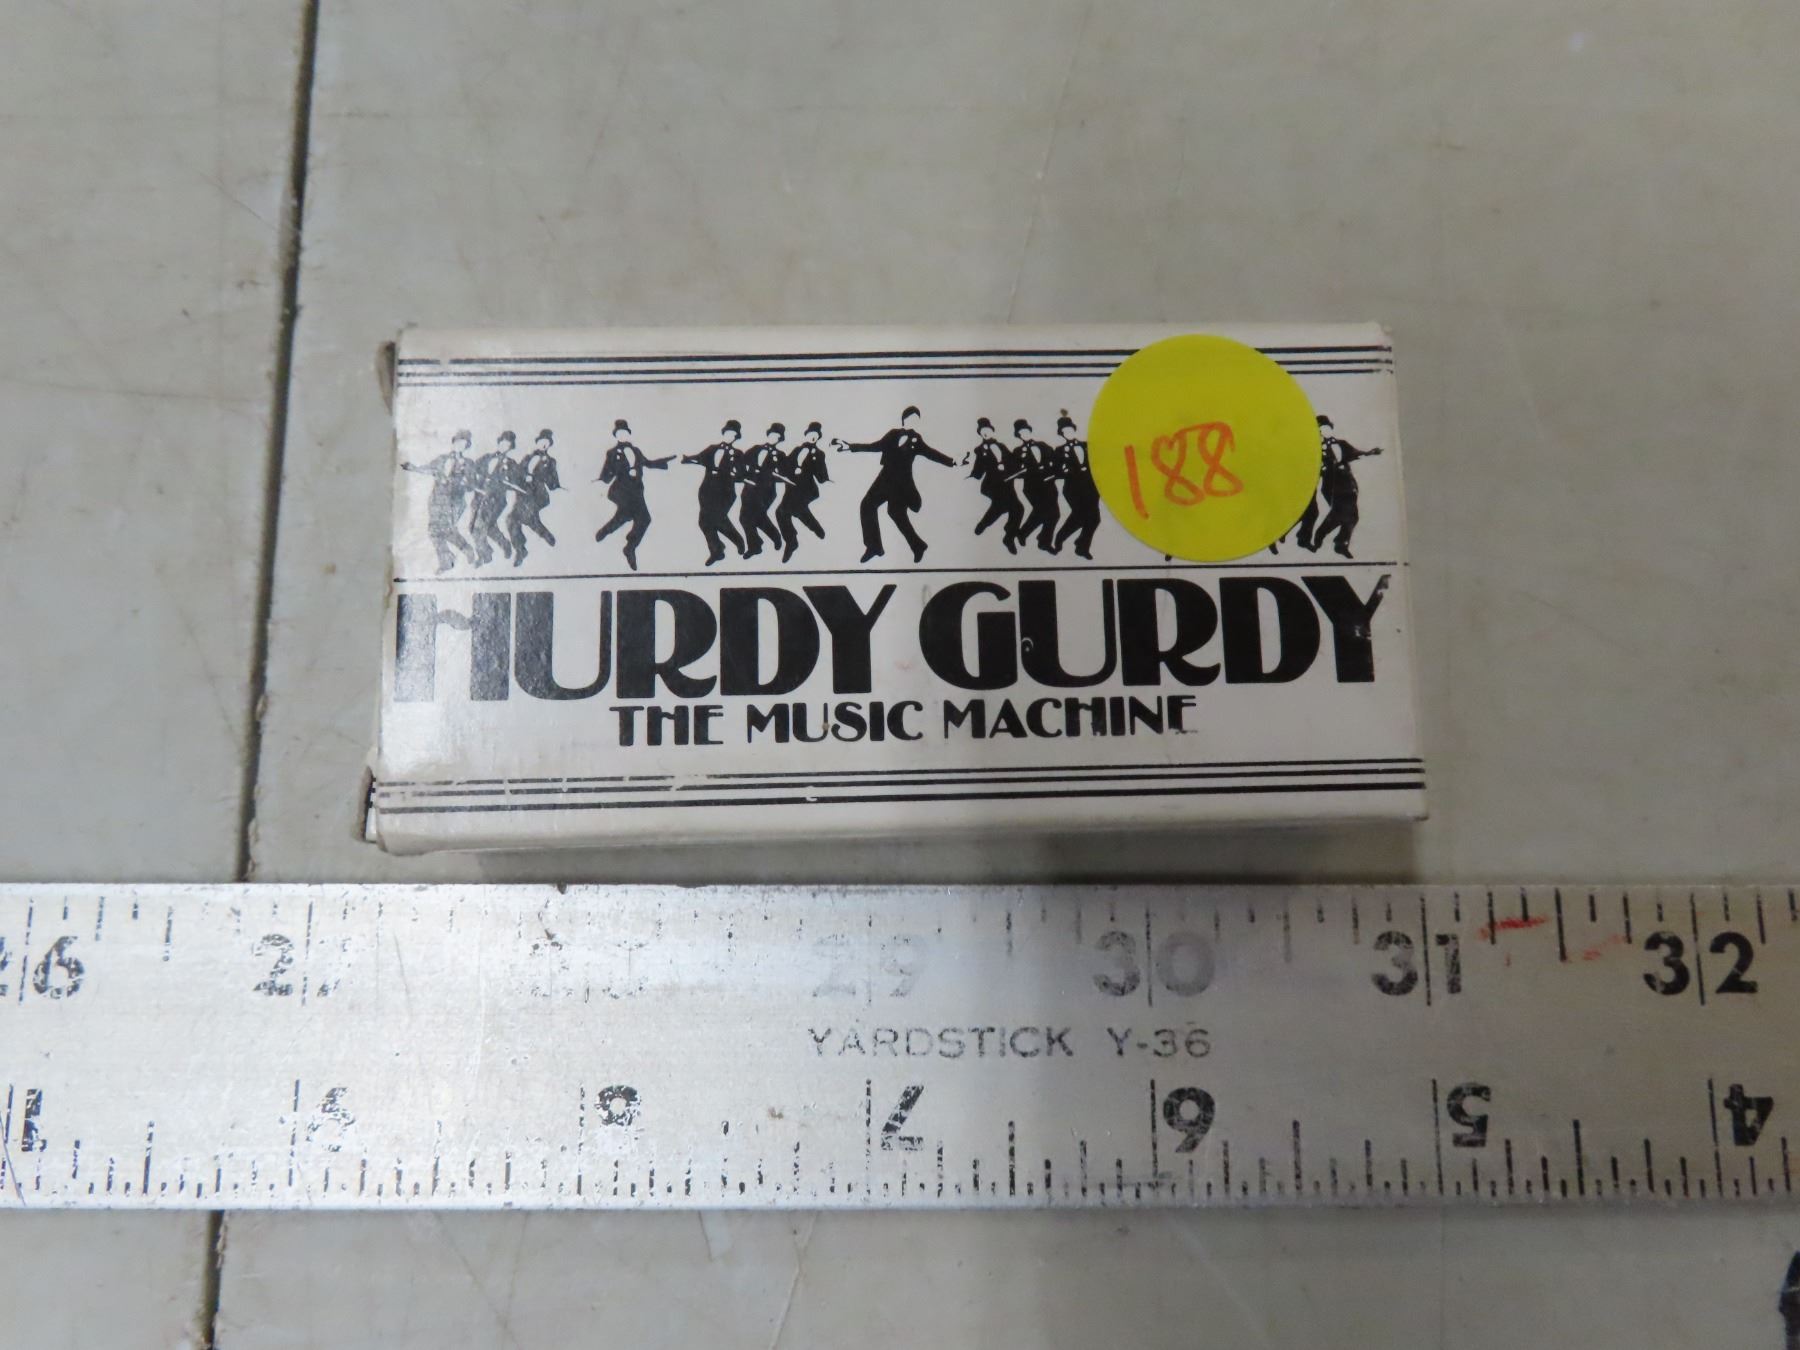 188
HURDY GURDY
THE MUSIC MACHINE
26 27 28 29 30 31 32
YARDSTICK Y-36
9 8 7 6 5 4